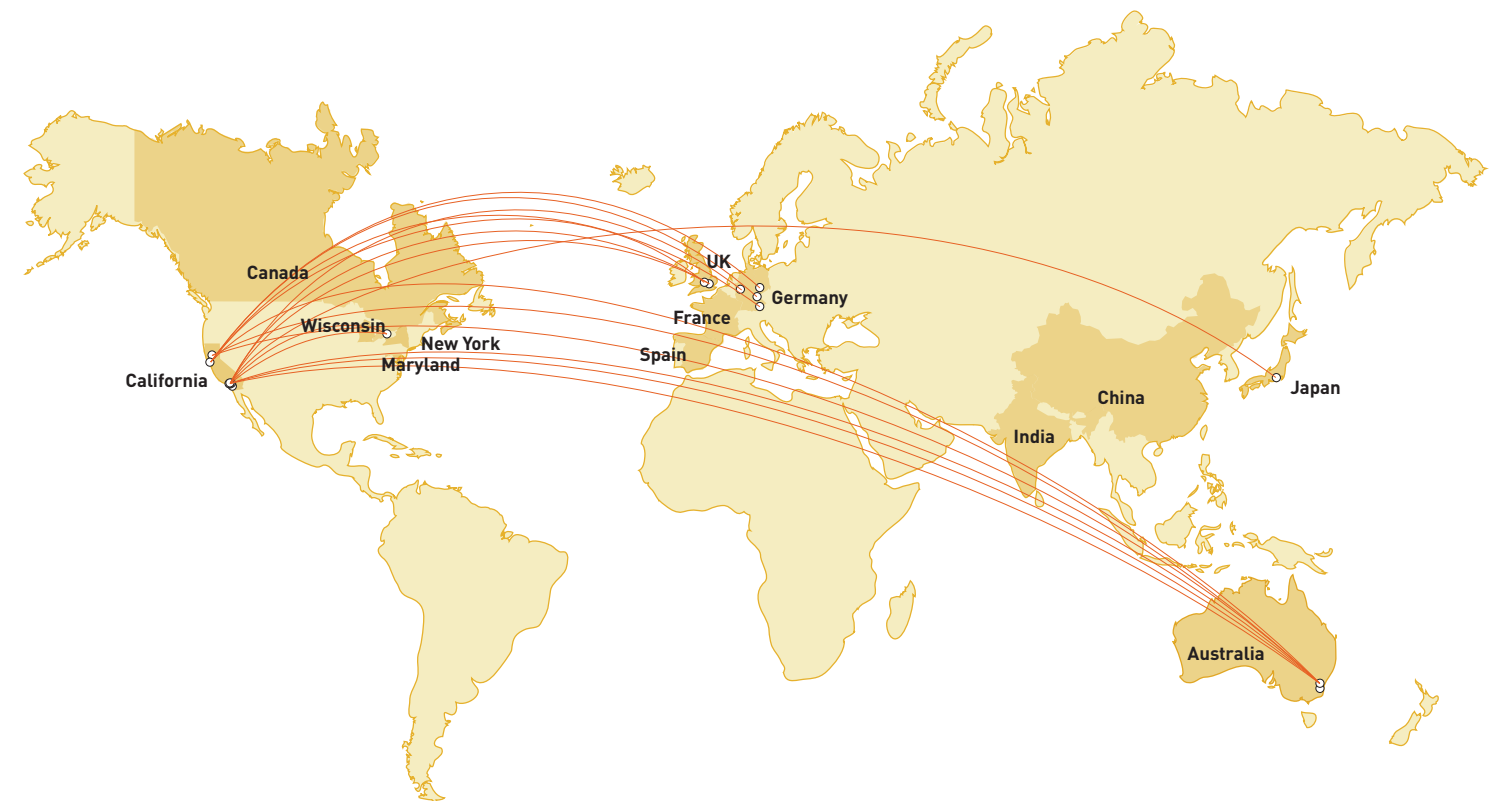 UK
Canada
Germany
France
Wisconsin
New York
Spain
Maryland
California
Japan
China
India
Australia